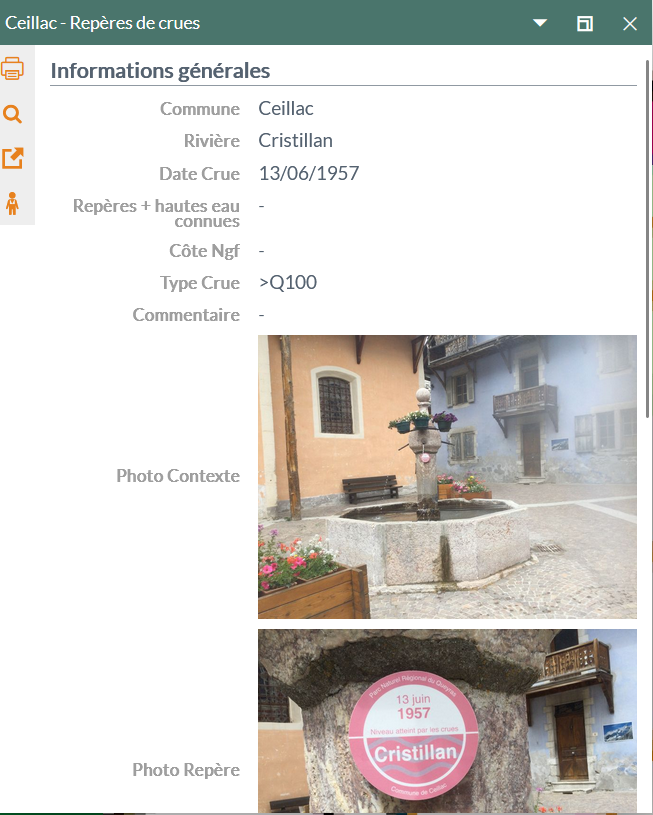 Ceillac - Repères de crues
Informations générales
Commune Ceillac
Rivière Cristillan
Date Crue 13/06/1957
Repères + hautes eau
connues -
Côte Ngf -
Type Crue >Q100
Commentaire -
Photo Contexte
Photo Repère
Parc Naturel Régional du Queyras
13 juin
1957
Niveau atteint par les crues
Cristillan
Commune de Ceillac